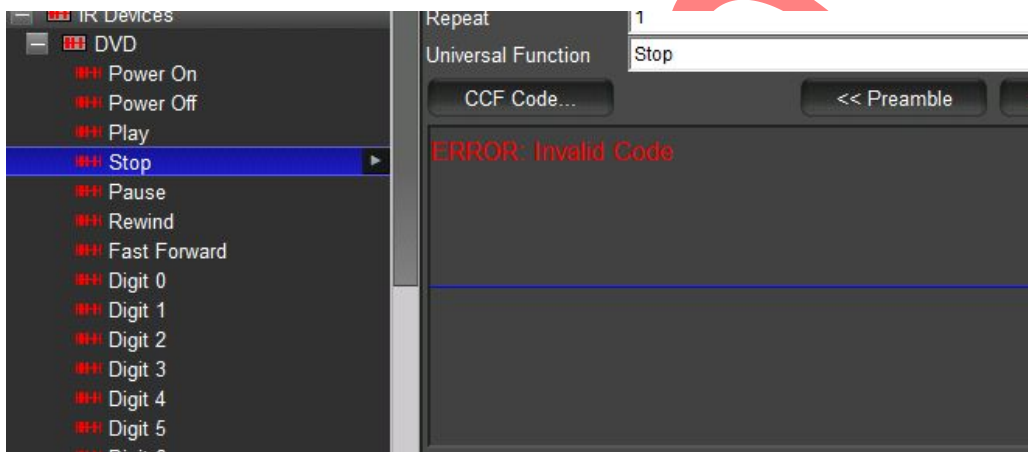 IR Devices
DVD
Power On
Power Off
Play
Stop
Pause
Rewind
Fast Forward
Digit 0
Digit 1
Digit 2
Digit 3
Digit 4
Digit 5
Repeat 1
Universal Function Stop
CCF Code... << Preamble
ERROR: Invalid Code